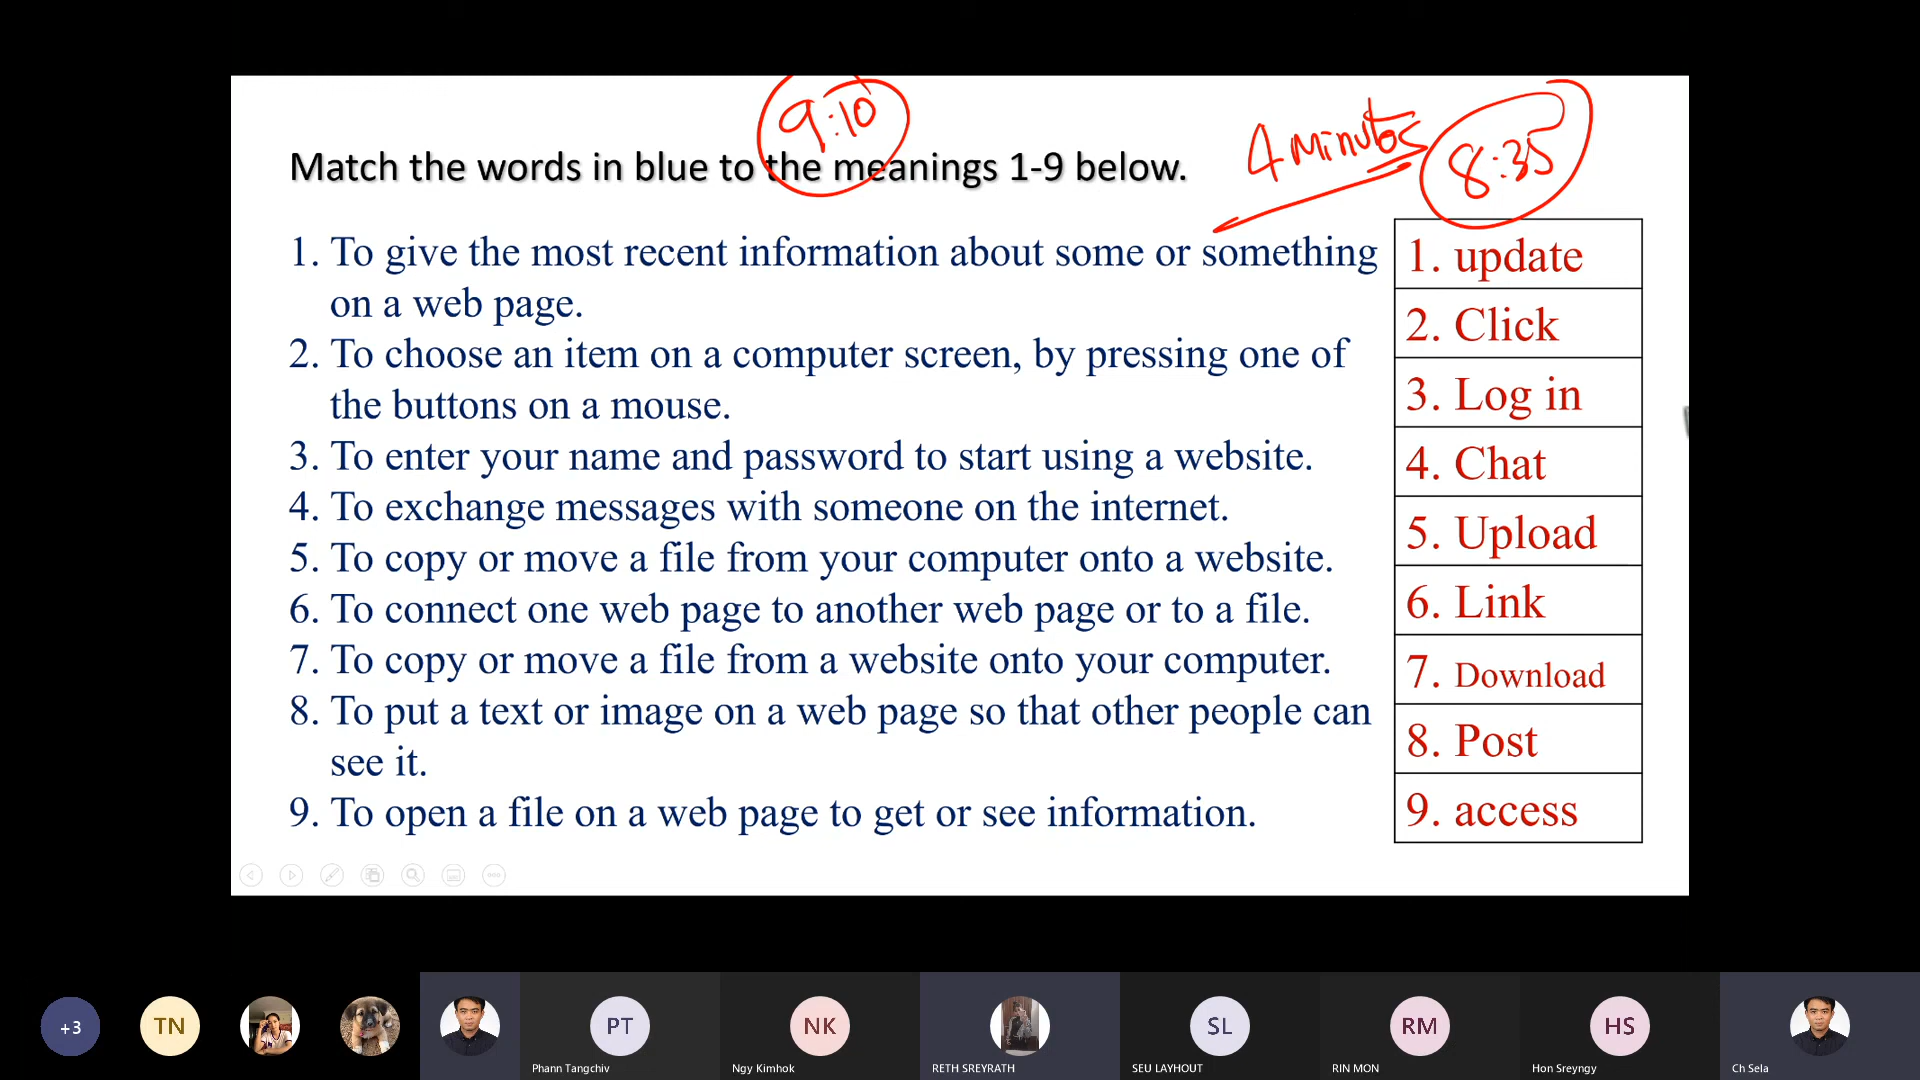 9:10
4 minutes
8:35
Match the words in blue to the meanings 1-9 below.
1. To give the most recent information about some or something
on a web page.
2. To choose an item on a computer screen, by pressing one of
the buttons on a mouse.
3. To enter your name and password to start using a website.
4. To exchange messages with someone on the internet.
5. To copy or move a file from your computer onto a website.
6. To connect one web page to another web page or to a file.
7. To copy or move a file from a website onto your computer.
8. To put a text or image on a web page so that other people can
see it.
9. To open a file on a web page to get or see information.
1. update
2. Click
3. Log in
4. Chat
5. Upload
6. Link
7. Download
8. Post
9. access
+3
TN
PT
NK
SL
RM
HS
Phann Tangchiv
Ngy Kimhok
RETH SREYRATH
SEU LAYHOUT
RIN MON
Hon Sreyngy
Ch Sela